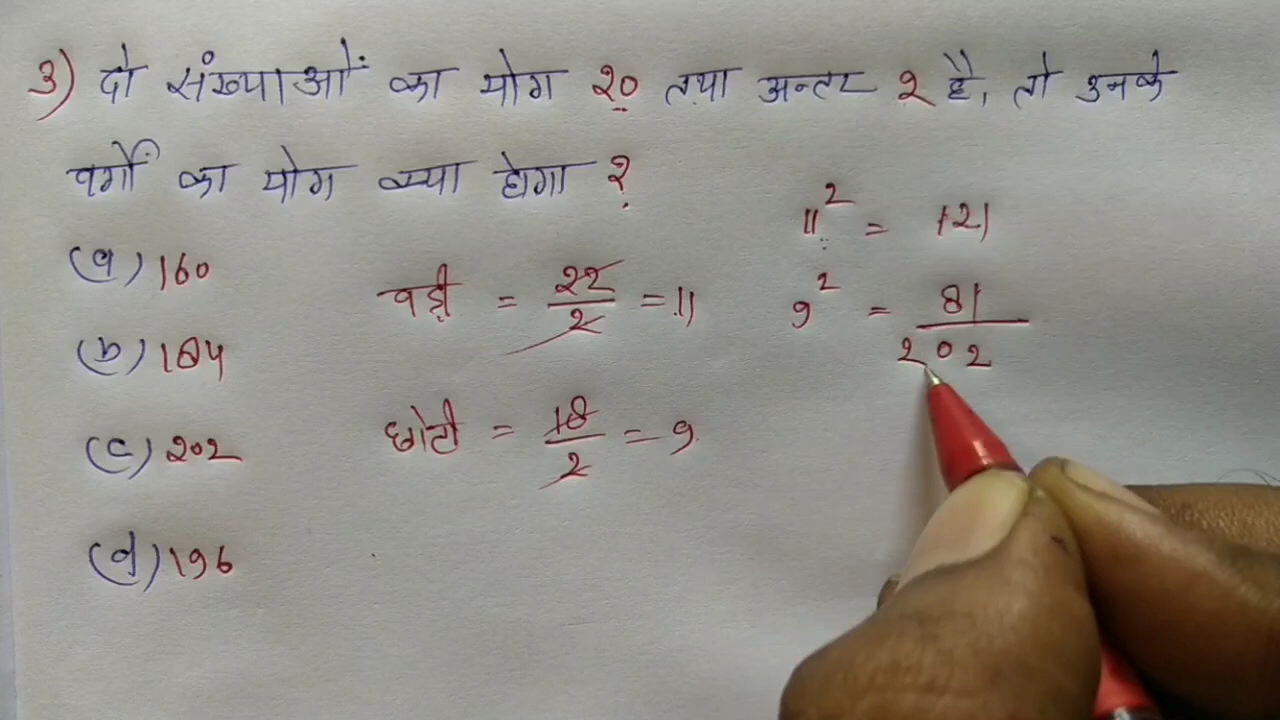 3) दो संख्याओं का योग 20 तथा अन्तर 2 है, तो उनके
वर्गों का योग क्या होगा ?
(a) 160
(b) 184
(c) 202
(d) 196
बड़ी = 22/2 = 11
छोटी = 18/2 = 9
11² = 121
9² = 81
202